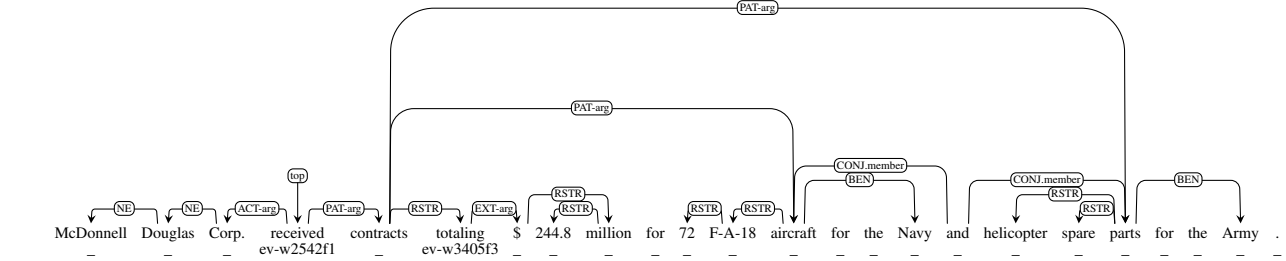 PAT-arg
PAT-arg
top
CONJ.member
BEN
CONJ.member
BEN
RSTR
RSTR
NE NE ACT-arg PAT-arg RSTR EXT-arg RSTR RSTR RSTR RSTR
McDonnell Douglas Corp. received contracts totaling $ 244.8 million for 72 F-A-18 aircraft for the Navy and helicopter spare parts for the Army .
_ _ _ ev-w2542f1 _ ev-w3405f3 _ _ _ _ _ _ _ _ _ _ _ _ _ _ _ _ _ _